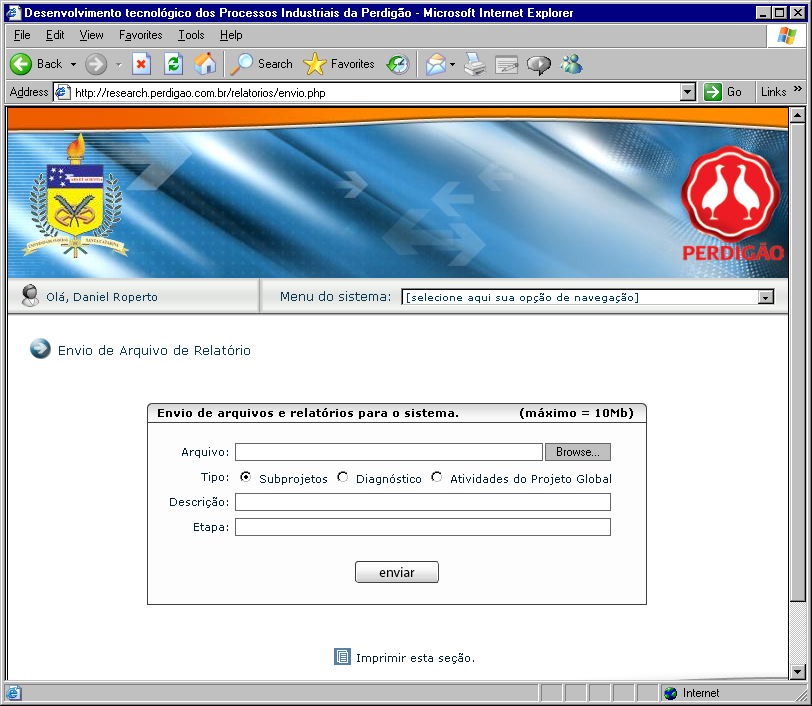 Desenvolvimento tecnológico dos Processos Industriais da Perdigão - Microsoft Internet Explorer
File Edit View Favorites Tools Help
Back Search Favorites
Address http://research.perdigao.com.br/relatorios/envio.php Go Links »
PERDIGÃO
Olá, Daniel Roperto Menu do sistema: [selecione aqui sua opção de navegação]
Envio de Arquivo de Relatório
Envio de arquivos e relatórios para o sistema. (máximo = 10Mb)
Arquivo: Browse...
Tipo: Subprojetos Diagnóstico Atividades do Projeto Global
Descrição:
Etapa:
enviar
Imprimir esta seção.
Internet